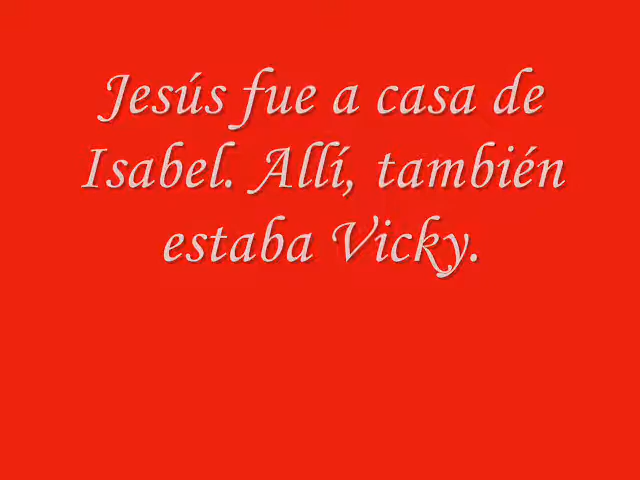 Jesús fue a casa de
Isabel. Allí, también
estaba Vicky.